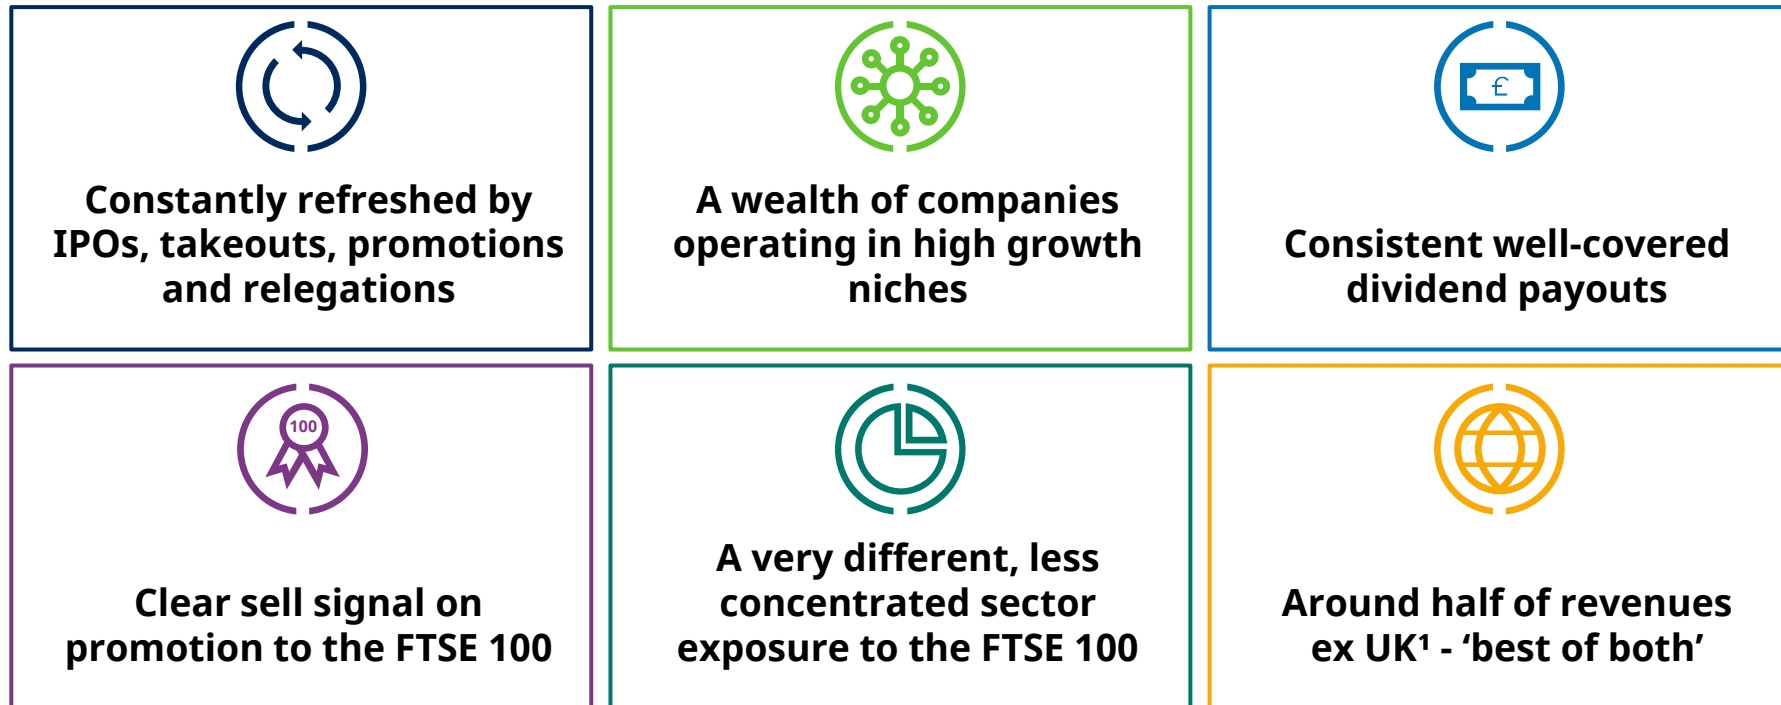 Constantly refreshed by
IPOs, takeouts, promotions
and relegations
A wealth of companies
operating in high growth
niches
£
Consistent well-covered
dividend payouts
100
Clear sell signal on
promotion to the FTSE 100
A very different, less
concentrated sector
exposure to the FTSE 100
Around half of revenues
ex UK¹ - ‘best of both’